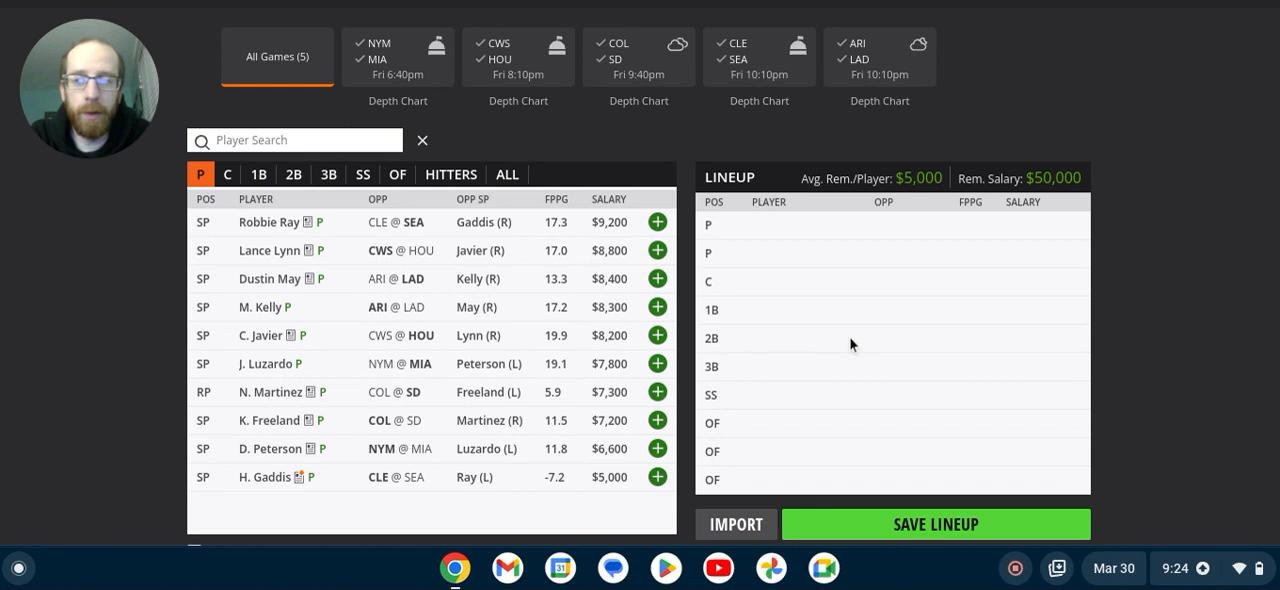 All Games (5)
NYM
MIA
Fri 6:40pm
CWS
HOU
Fri 8:10pm
COL
SD
Fri 9:40pm
CLE
SEA
Fri 10:10pm
ARI
LAD
Fri 10:10pm
Depth Chart
Depth Chart
Depth Chart
Depth Chart
Depth Chart
Player Search
P C 1B 2B 3B SS OF HITTERS ALL
POS PLAYER OPP OPP SP FPPG SALARY
SP Robbie Ray P CLE @ SEA Gaddis (R) 17.3 $9,200
SP Lance Lynn P CWS @ HOU Javier (R) 17.0 $8,800
SP Dustin May P ARI @ LAD Kelly (R) 13.3 $8,400
SP M. Kelly P ARI @ LAD May (R) 17.2 $8,300
SP C. Javier P CWS @ HOU Lynn (R) 19.9 $8,200
SP J. Luzardo P NYM @ MIA Peterson (L) 19.1 $7,800
RP N. Martinez P COL @ SD Freeland (L) 5.9 $7,300
SP K. Freeland P COL @ SD Martinez (R) 11.5 $7,200
SP D. Peterson P NYM @ MIA Luzardo (L) 11.8 $6,600
SP H. Gaddis P CLE @ SEA Ray (L) -7.2 $5,000
LINEUP Avg. Rem./Player: $5,000 Rem. Salary: $50,000
POS PLAYER OPP FPPG SALARY
P
P
C
1B
2B
3B
SS
OF
OF
OF
IMPORT SAVE LINEUP
31
Mar 30 9:24